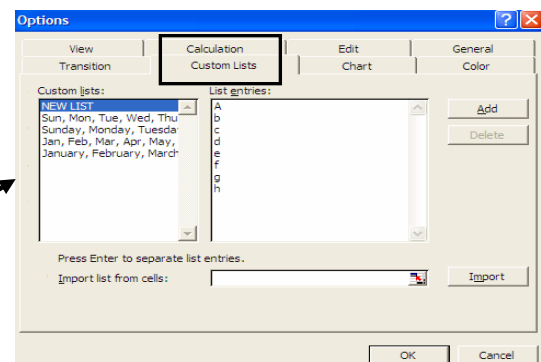 Options
View Calculation Edit General
Transition Custom Lists Chart Color
Custom lists: List entries:
NEW LIST
Sun, Mon, Tue, Wed, Thu
Sunday, Monday, Tuesda
Jan, Feb, Mar, Apr, May,
January, February, March
A
b
c
d
e
f
g
h
Add
Delete
Press Enter to separate list entries.
Import list from cells:
Import
OK Cancel